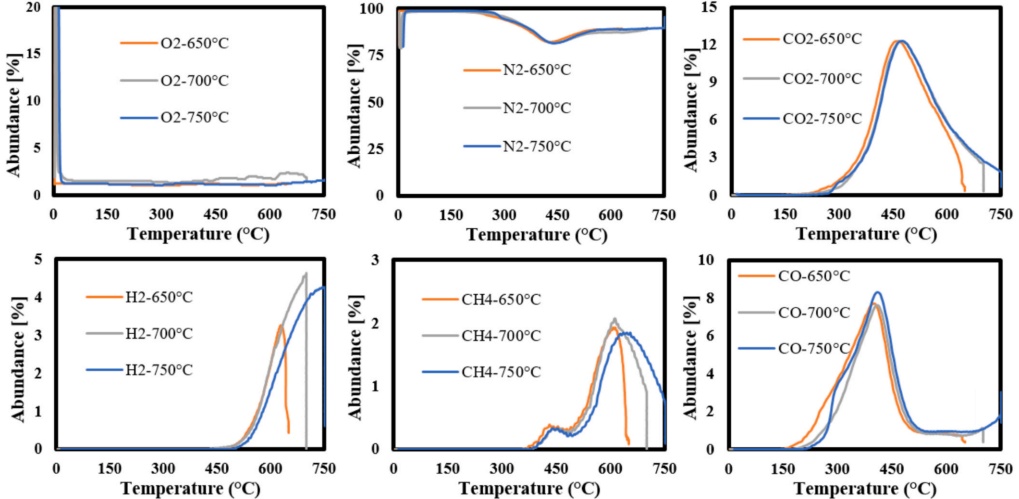 Abundance [%]
20
15
10
5
0
O2-650°C
O2-700°C
O2-750°C
0 150 300 450 600 750
Temperature (°C)
Abundance [%]
100
75
50
25
0
N2-650°C
N2-700°C
N2-750°C
0 150 300 450 600 750
Temperature (°C)
Abundance [%]
15
12
9
6
3
0
CO2-650°C
CO2-700°C
CO2-750°C
0 150 300 450 600 750
Temperature (°C)
Abundance [%]
5
4
3
2
1
0
H2-650°C
H2-700°C
H2-750°C
0 150 300 450 600 750
Temperature (°C)
Abundance [%]
3
2
1
0
CH4-650°C
CH4-700°C
CH4-750°C
0 150 300 450 600 750
Temperature (°C)
Abundance [%]
10
8
6
4
2
0
CO-650°C
CO-700°C
CO-750°C
0 150 300 450 600 750
Temperature (°C)